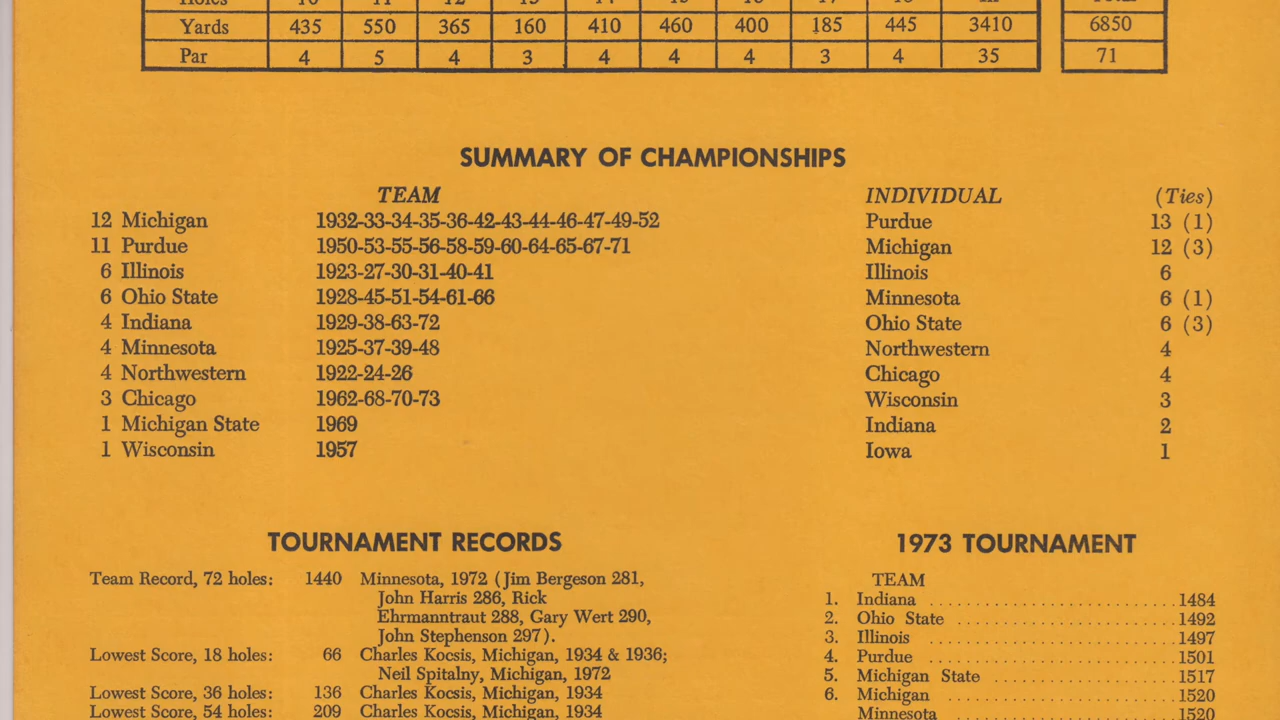 Yards 435 550 365 160 410 460 400 185 445 3410 6850
Par 4 5 4 3 4 4 4 3 4 35 71
SUMMARY OF CHAMPIONSHIPS
TEAM INDIVIDUAL (Ties)
12 Michigan 1932-33-34-35-36-42-43-44-46-47-49-52 Purdue 13 (1)
11 Purdue 1950-53-55-56-58-59-60-64-65-67-71 Michigan 12 (3)
6 Illinois 1923-27-30-31-40-41 Illinois 6
6 Ohio State 1928-45-51-54-61-66 Minnesota 6 (1)
4 Indiana 1929-38-63-72 Ohio State 6 (3)
4 Minnesota 1925-37-39-48 Northwestern 4
4 Northwestern 1922-24-26 Chicago 4
3 Chicago 1962-68-70-73 Wisconsin 3
1 Michigan State 1969 Indiana 2
1 Wisconsin 1957 Iowa 1
TOURNAMENT RECORDS
Team Record, 72 holes: 1440 Minnesota, 1972 (Jim Bergeson 281,
John Harris 286, Rick
Ehrmanntraut 288, Gary Wert 290,
John Stephenson 297).
Lowest Score, 18 holes: 66 Charles Kocsis, Michigan, 1934 & 1936;
Neil Spitalny, Michigan, 1972
Lowest Score, 36 holes: 136 Charles Kocsis, Michigan, 1934
Lowest Score, 54 holes: 209 Charles Kocsis, Michigan, 1934
1973 TOURNAMENT
TEAM
1. Indiana ........................ 1484
2. Ohio State ..................... 1492
3. Illinois ........................ 1497
4. Purdue ........................ 1501
5. Michigan State ................. 1517
6. Michigan ....................... 1520
Minnesota ...................... 1520